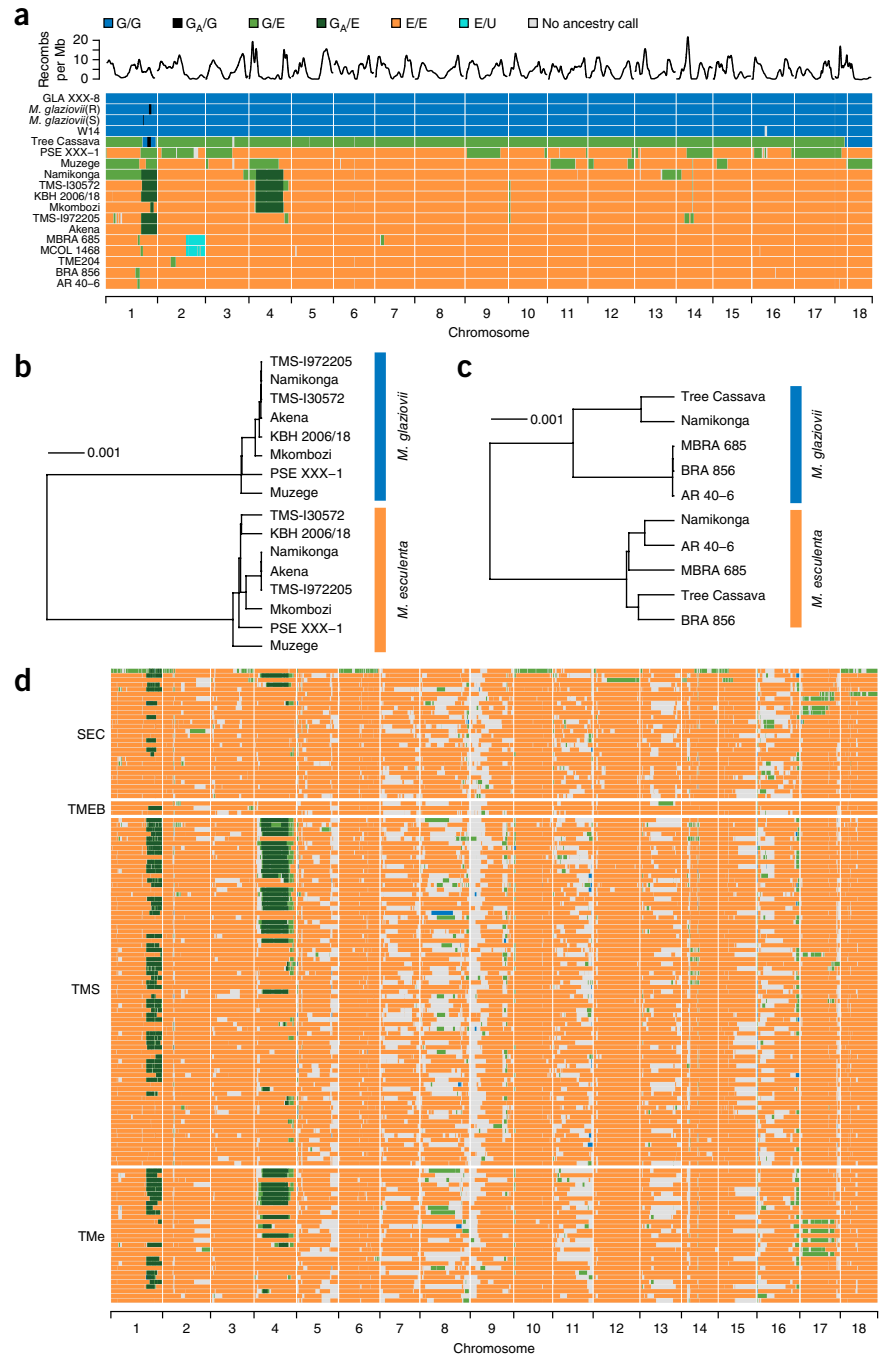 a
G/G G_A/G G/E G_A/E E/E E/U No ancestry call
Recombs per Mb
20
10
0
GLA XXX-8
M. glaziovii(R)
M. glaziovii(S)
W14
Tree Cassava
PSE XXX−1
Muzege
Namikonga
TMS-I30572
KBH 2006/18
Mkombozi
TMS-I972205
Akena
MBRA 685
MCOL 1468
TME204
BRA 856
AR 40−6
1 2 3 4 5 6 7 8 9 10 11 12 13 14 15 16 17 18
Chromosome
b
0.001
TMS-I972205
Namikonga
TMS-I30572
Akena
KBH 2006/18
Mkombozi
PSE XXX−1
Muzege
M. glaziovii
TMS-I30572
KBH 2006/18
Namikonga
Akena
TMS-I972205
Mkombozi
PSE XXX−1
Muzege
M. esculenta
c
0.001
Tree Cassava
Namikonga
MBRA 685
BRA 856
AR 40−6
M. glaziovii
Namikonga
AR 40−6
MBRA 685
Tree Cassava
BRA 856
M. esculenta
d
SEC
TMEB
TMS
TMe
1 2 3 4 5 6 7 8 9 10 11 12 13 14 15 16 17 18
Chromosome